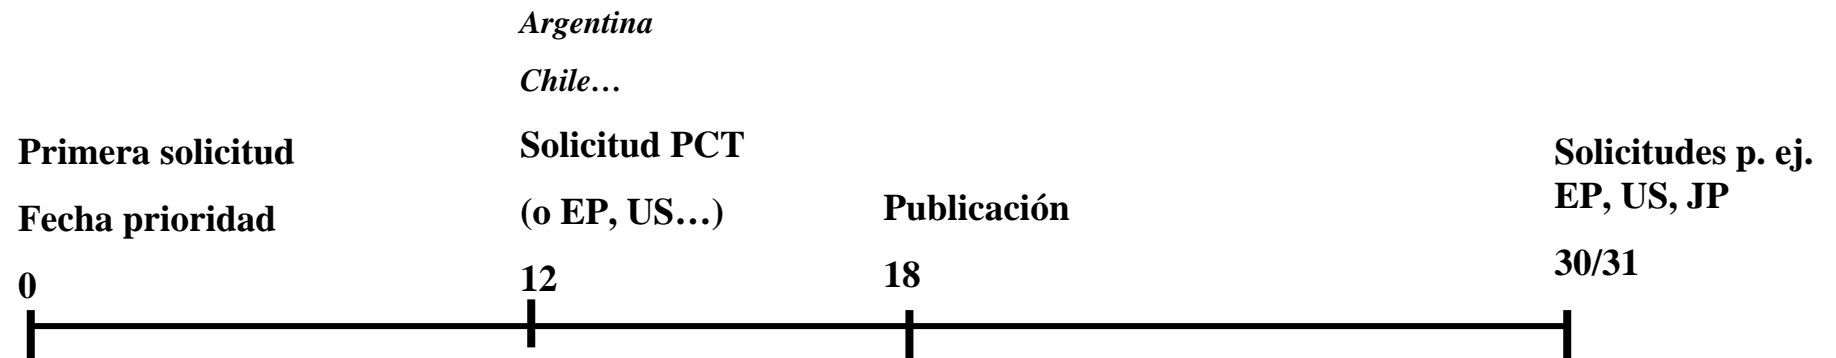 Argentina
Chile…
Primera solicitud
Fecha prioridad
0
Solicitud PCT
(o EP, US…)
12
Publicación
18
Solicitudes p. ej.
EP, US, JP
30/31